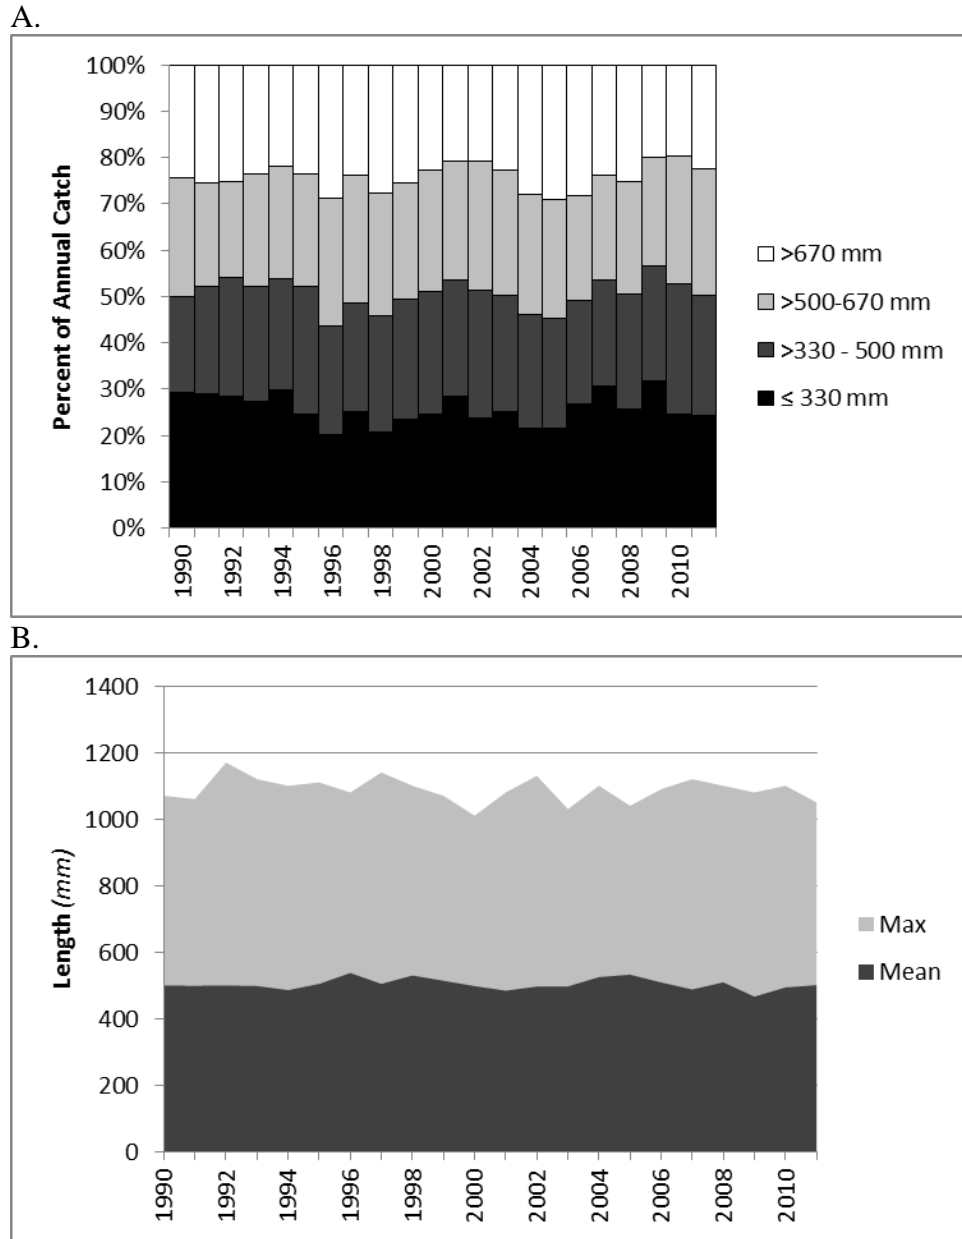 A.
100%
90%
80%
70%
60%
50%
40%
30%
20%
10%
0%
Percent of Annual Catch
1990 1992 1994 1996 1998 2000 2002 2004 2006 2008 2010
>670 mm
>500-670 mm
>330 - 500 mm
≤ 330 mm
B.
1400
1200
1000
800
600
400
200
0
Length (mm)
1990 1992 1994 1996 1998 2000 2002 2004 2006 2008 2010
Max
Mean